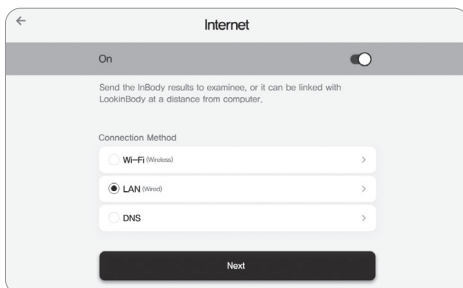 Internet
On
Send the InBody results to examinee, or it can be linked with
LookinBody at a distance from computer.
Connection Method
Wi-Fi (Wireless)
LAN (Wired)
DNS
Next